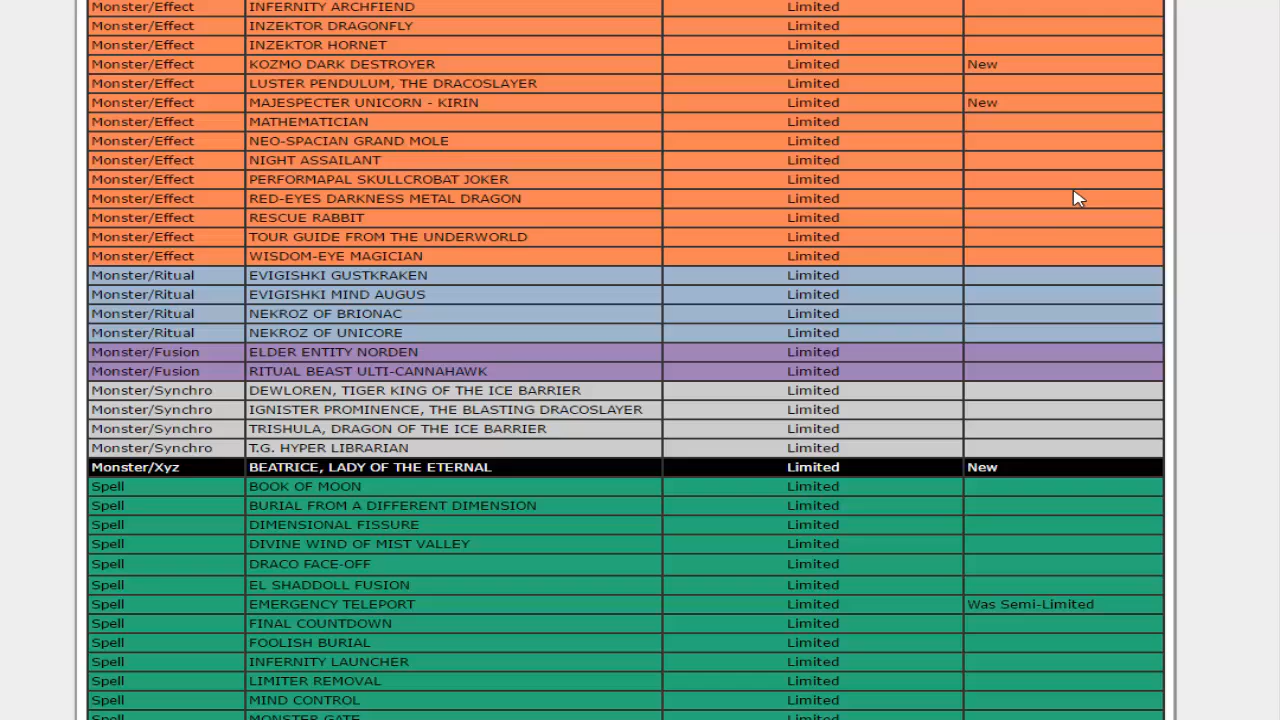 Monster/Effect INFERNITY ARCHFIEND Limited
Monster/Effect INZEKTOR DRAGONFLY Limited
Monster/Effect INZEKTOR HORNET Limited
Monster/Effect KOZMO DARK DESTROYER Limited New
Monster/Effect LUSTER PENDULUM, THE DRACOSLAYER Limited
Monster/Effect MAJESPECTER UNICORN - KIRIN Limited New
Monster/Effect MATHEMATICIAN Limited
Monster/Effect NEO-SPACIAN GRAND MOLE Limited
Monster/Effect NIGHT ASSAILANT Limited
Monster/Effect PERFORMAPAL SKULLCROBAT JOKER Limited
Monster/Effect RED-EYES DARKNESS METAL DRAGON Limited
Monster/Effect RESCUE RABBIT Limited
Monster/Effect TOUR GUIDE FROM THE UNDERWORLD Limited
Monster/Effect WISDOM-EYE MAGICIAN Limited
Monster/Ritual EVIGISHKI GUSTKRAKEN Limited
Monster/Ritual EVIGISHKI MIND AUGUS Limited
Monster/Ritual NEKROZ OF BRIONAC Limited
Monster/Ritual NEKROZ OF UNICORE Limited
Monster/Fusion ELDER ENTITY NORDEN Limited
Monster/Fusion RITUAL BEAST ULTI-CANNAHAWK Limited
Monster/Synchro DEWLOREN, TIGER KING OF THE ICE BARRIER Limited
Monster/Synchro IGNISTER PROMINENCE, THE BLASTING DRACOSLAYER Limited
Monster/Synchro TRISHULA, DRAGON OF THE ICE BARRIER Limited
Monster/Synchro T.G. HYPER LIBRARIAN Limited
Monster/Xyz BEATRICE, LADY OF THE ETERNAL Limited New
Spell BOOK OF MOON Limited
Spell BURIAL FROM A DIFFERENT DIMENSION Limited
Spell DIMENSIONAL FISSURE Limited
Spell DIVINE WIND OF MIST VALLEY Limited
Spell DRACO FACE-OFF Limited
Spell EL SHADDOLL FUSION Limited
Spell EMERGENCY TELEPORT Limited Was Semi-Limited
Spell FINAL COUNTDOWN Limited
Spell FOOLISH BURIAL Limited
Spell INFERNITY LAUNCHER Limited
Spell LIMITER REMOVAL Limited
Spell MIND CONTROL Limited
Spell MONSTER GATE Limited